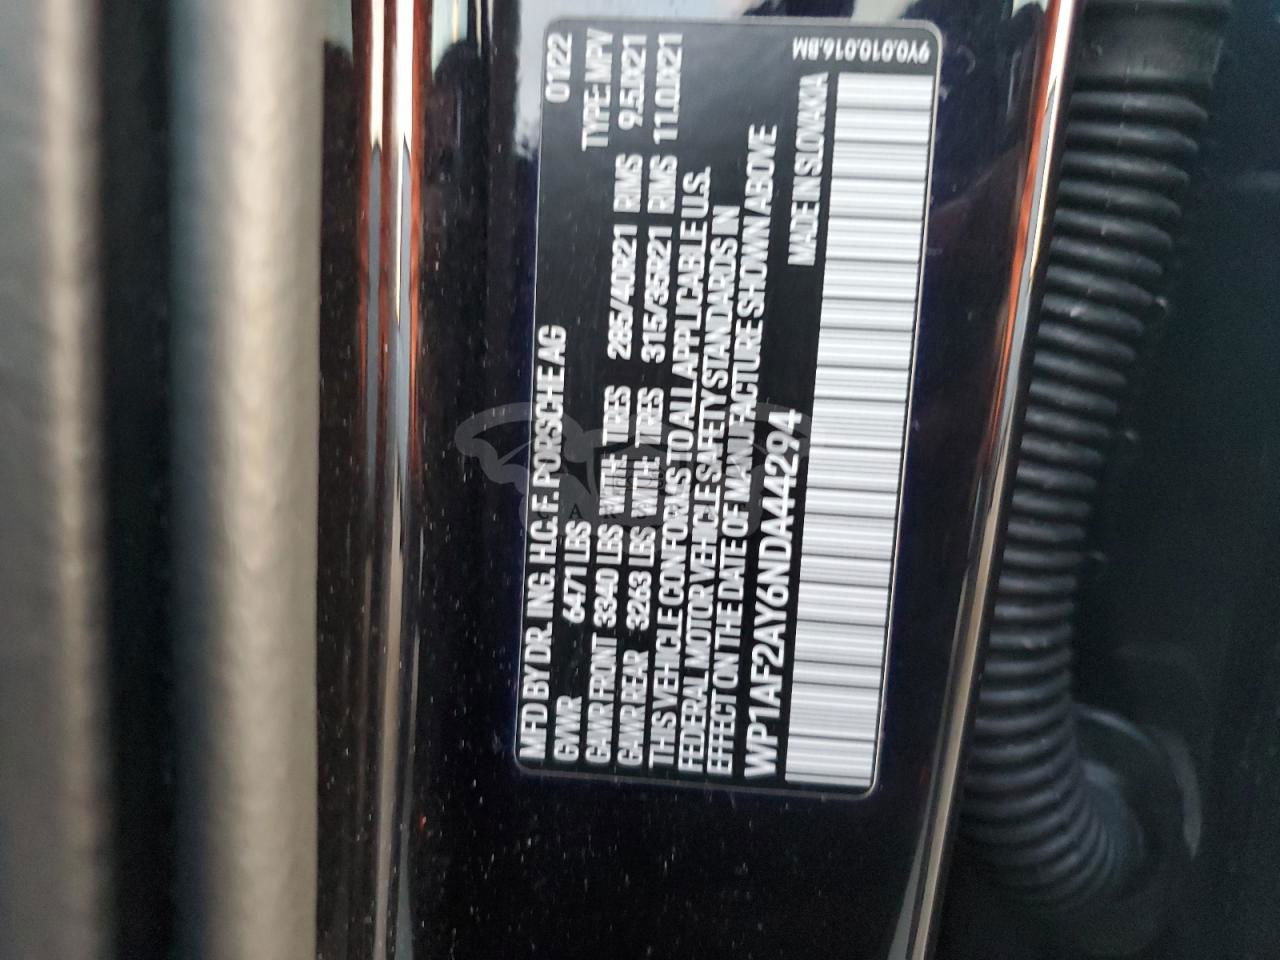 MFD BY DR. ING. H.C. F. PORSCHE AG 01/22
GVWR 6471 LBS TYPE: MPV
GAWR FRONT 3340 LBS WITH: TIRES 285/40R21 RIMS 9.5JX21
GAWR REAR 3263 LBS WITH: TIRES 315/35R21 RIMS 11.0JX21
THIS VEHICLE CONFORMS TO ALL APPLICABLE U.S.
FEDERAL MOTOR VEHICLE SAFETY STANDARDS IN
EFFECT ON THE DATE OF MANUFACTURE SHOWN ABOVE
WP1AF2AY6NDA44294 MADE IN SLOVAKIA
9Y0.010.016.BM